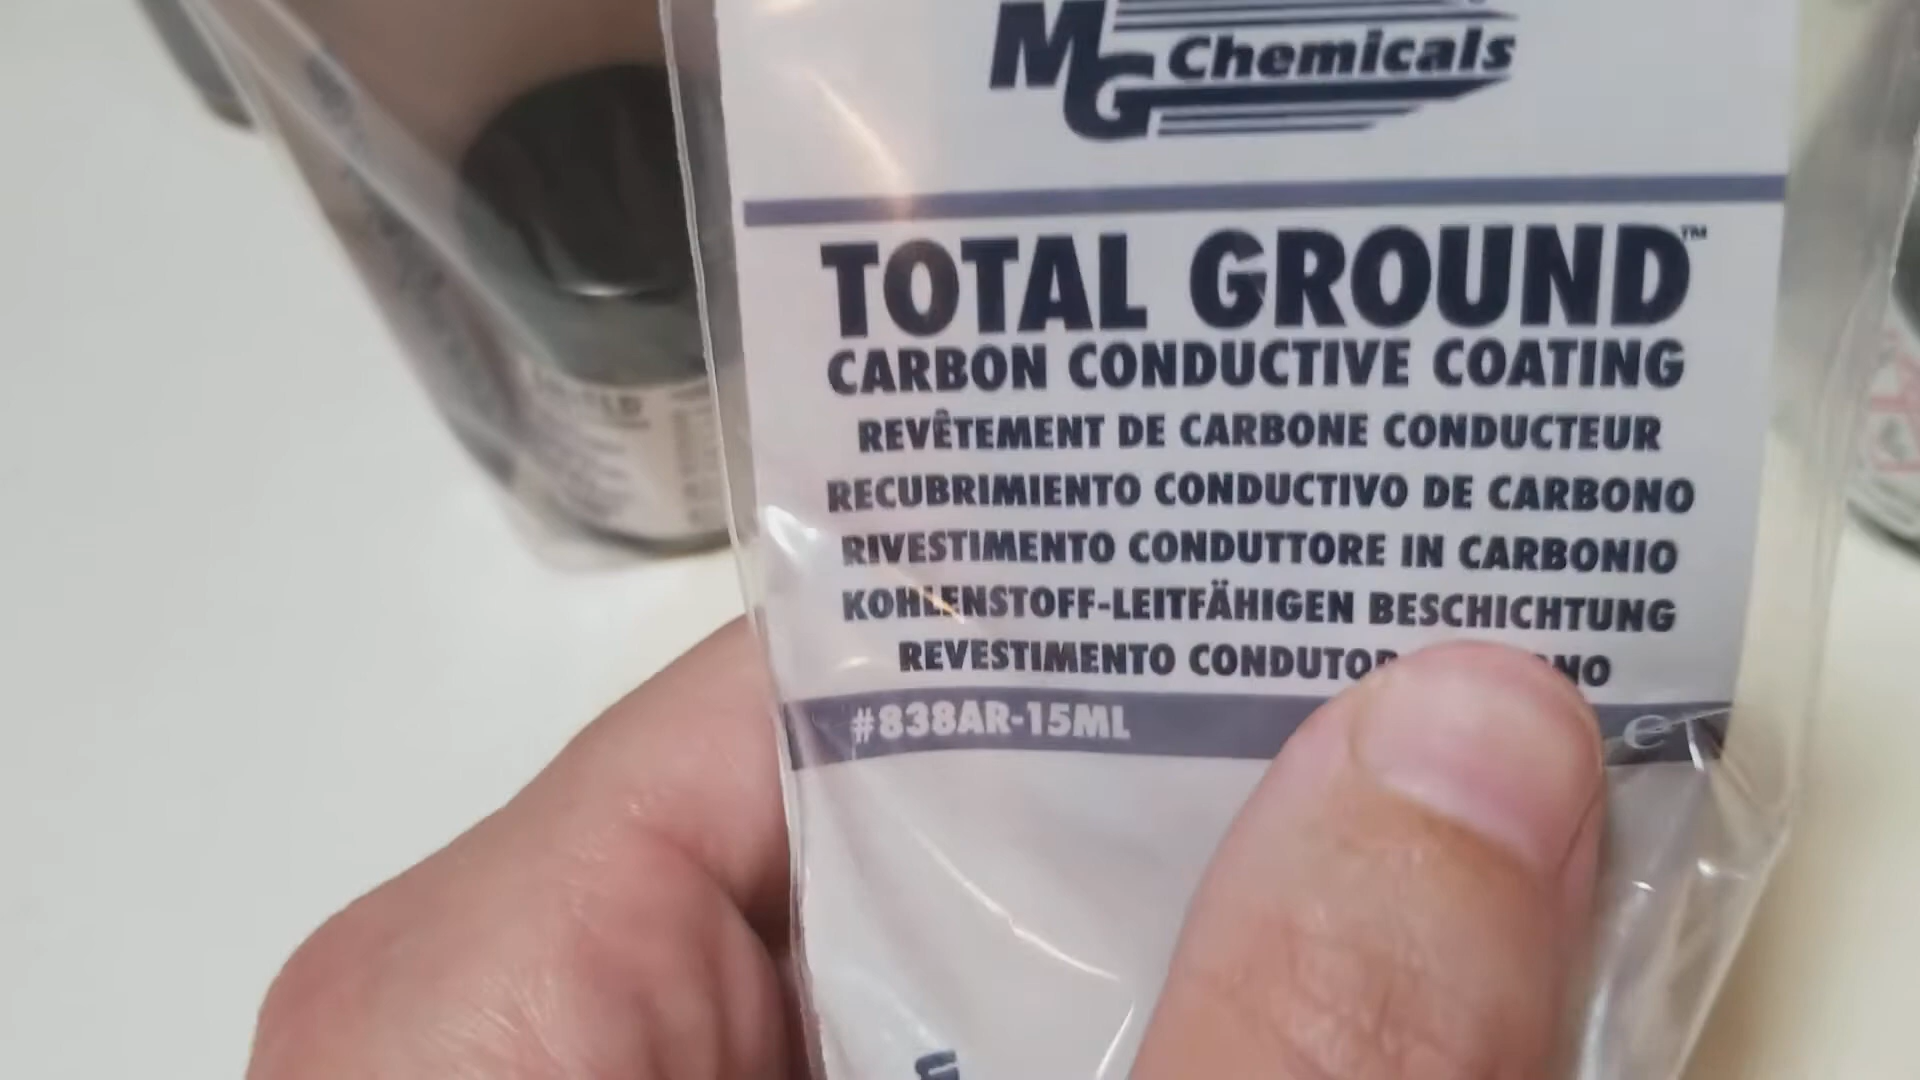 MG Chemicals
TOTAL GROUND™
CARBON CONDUCTIVE COATING
REVÊTEMENT DE CARBONE CONDUCTEUR
RECUBRIMIENTO CONDUCTIVO DE CARBONO
RIVESTIMENTO CONDUTTORE IN CARBONIO
KOHLENSTOFF-LEITFÄHIGEN BESCHICHTUNG
REVESTIMENTO
#838AR-15ML e